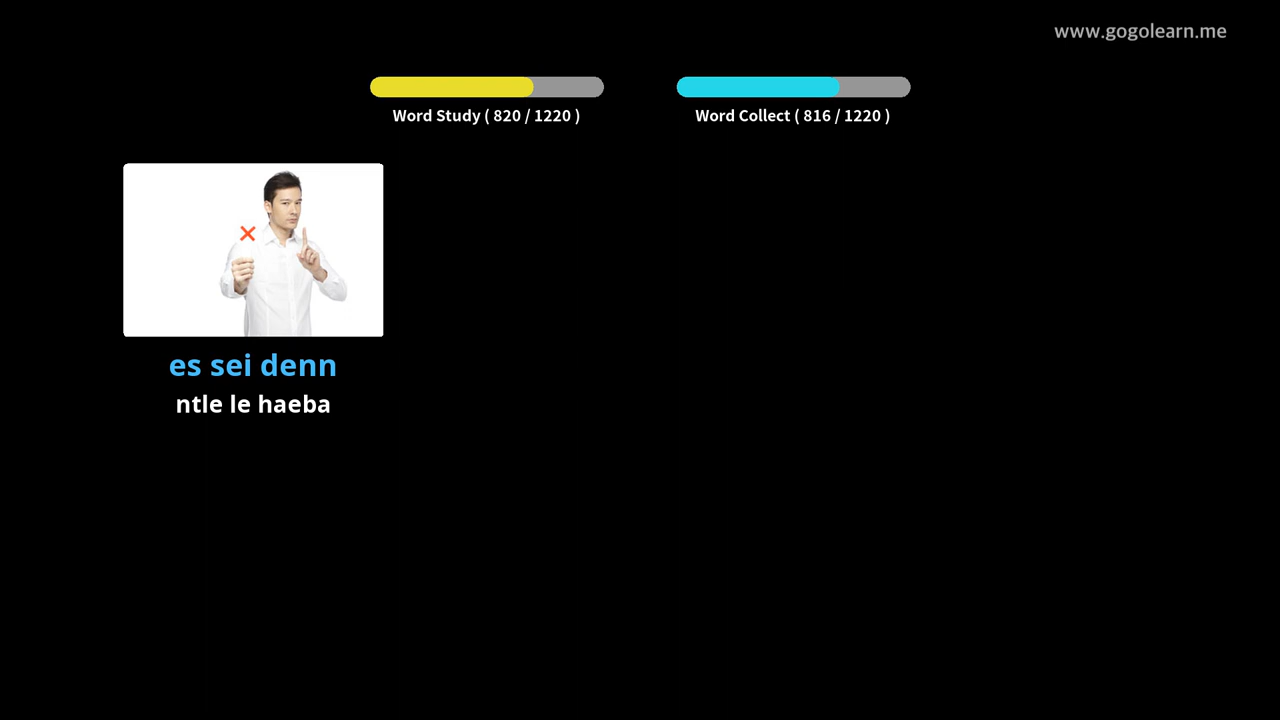 www.gogolearn.me
Word Study ( 820 / 1220 )
Word Collect ( 816 / 1220 )
es sei denn
ntle le haeba